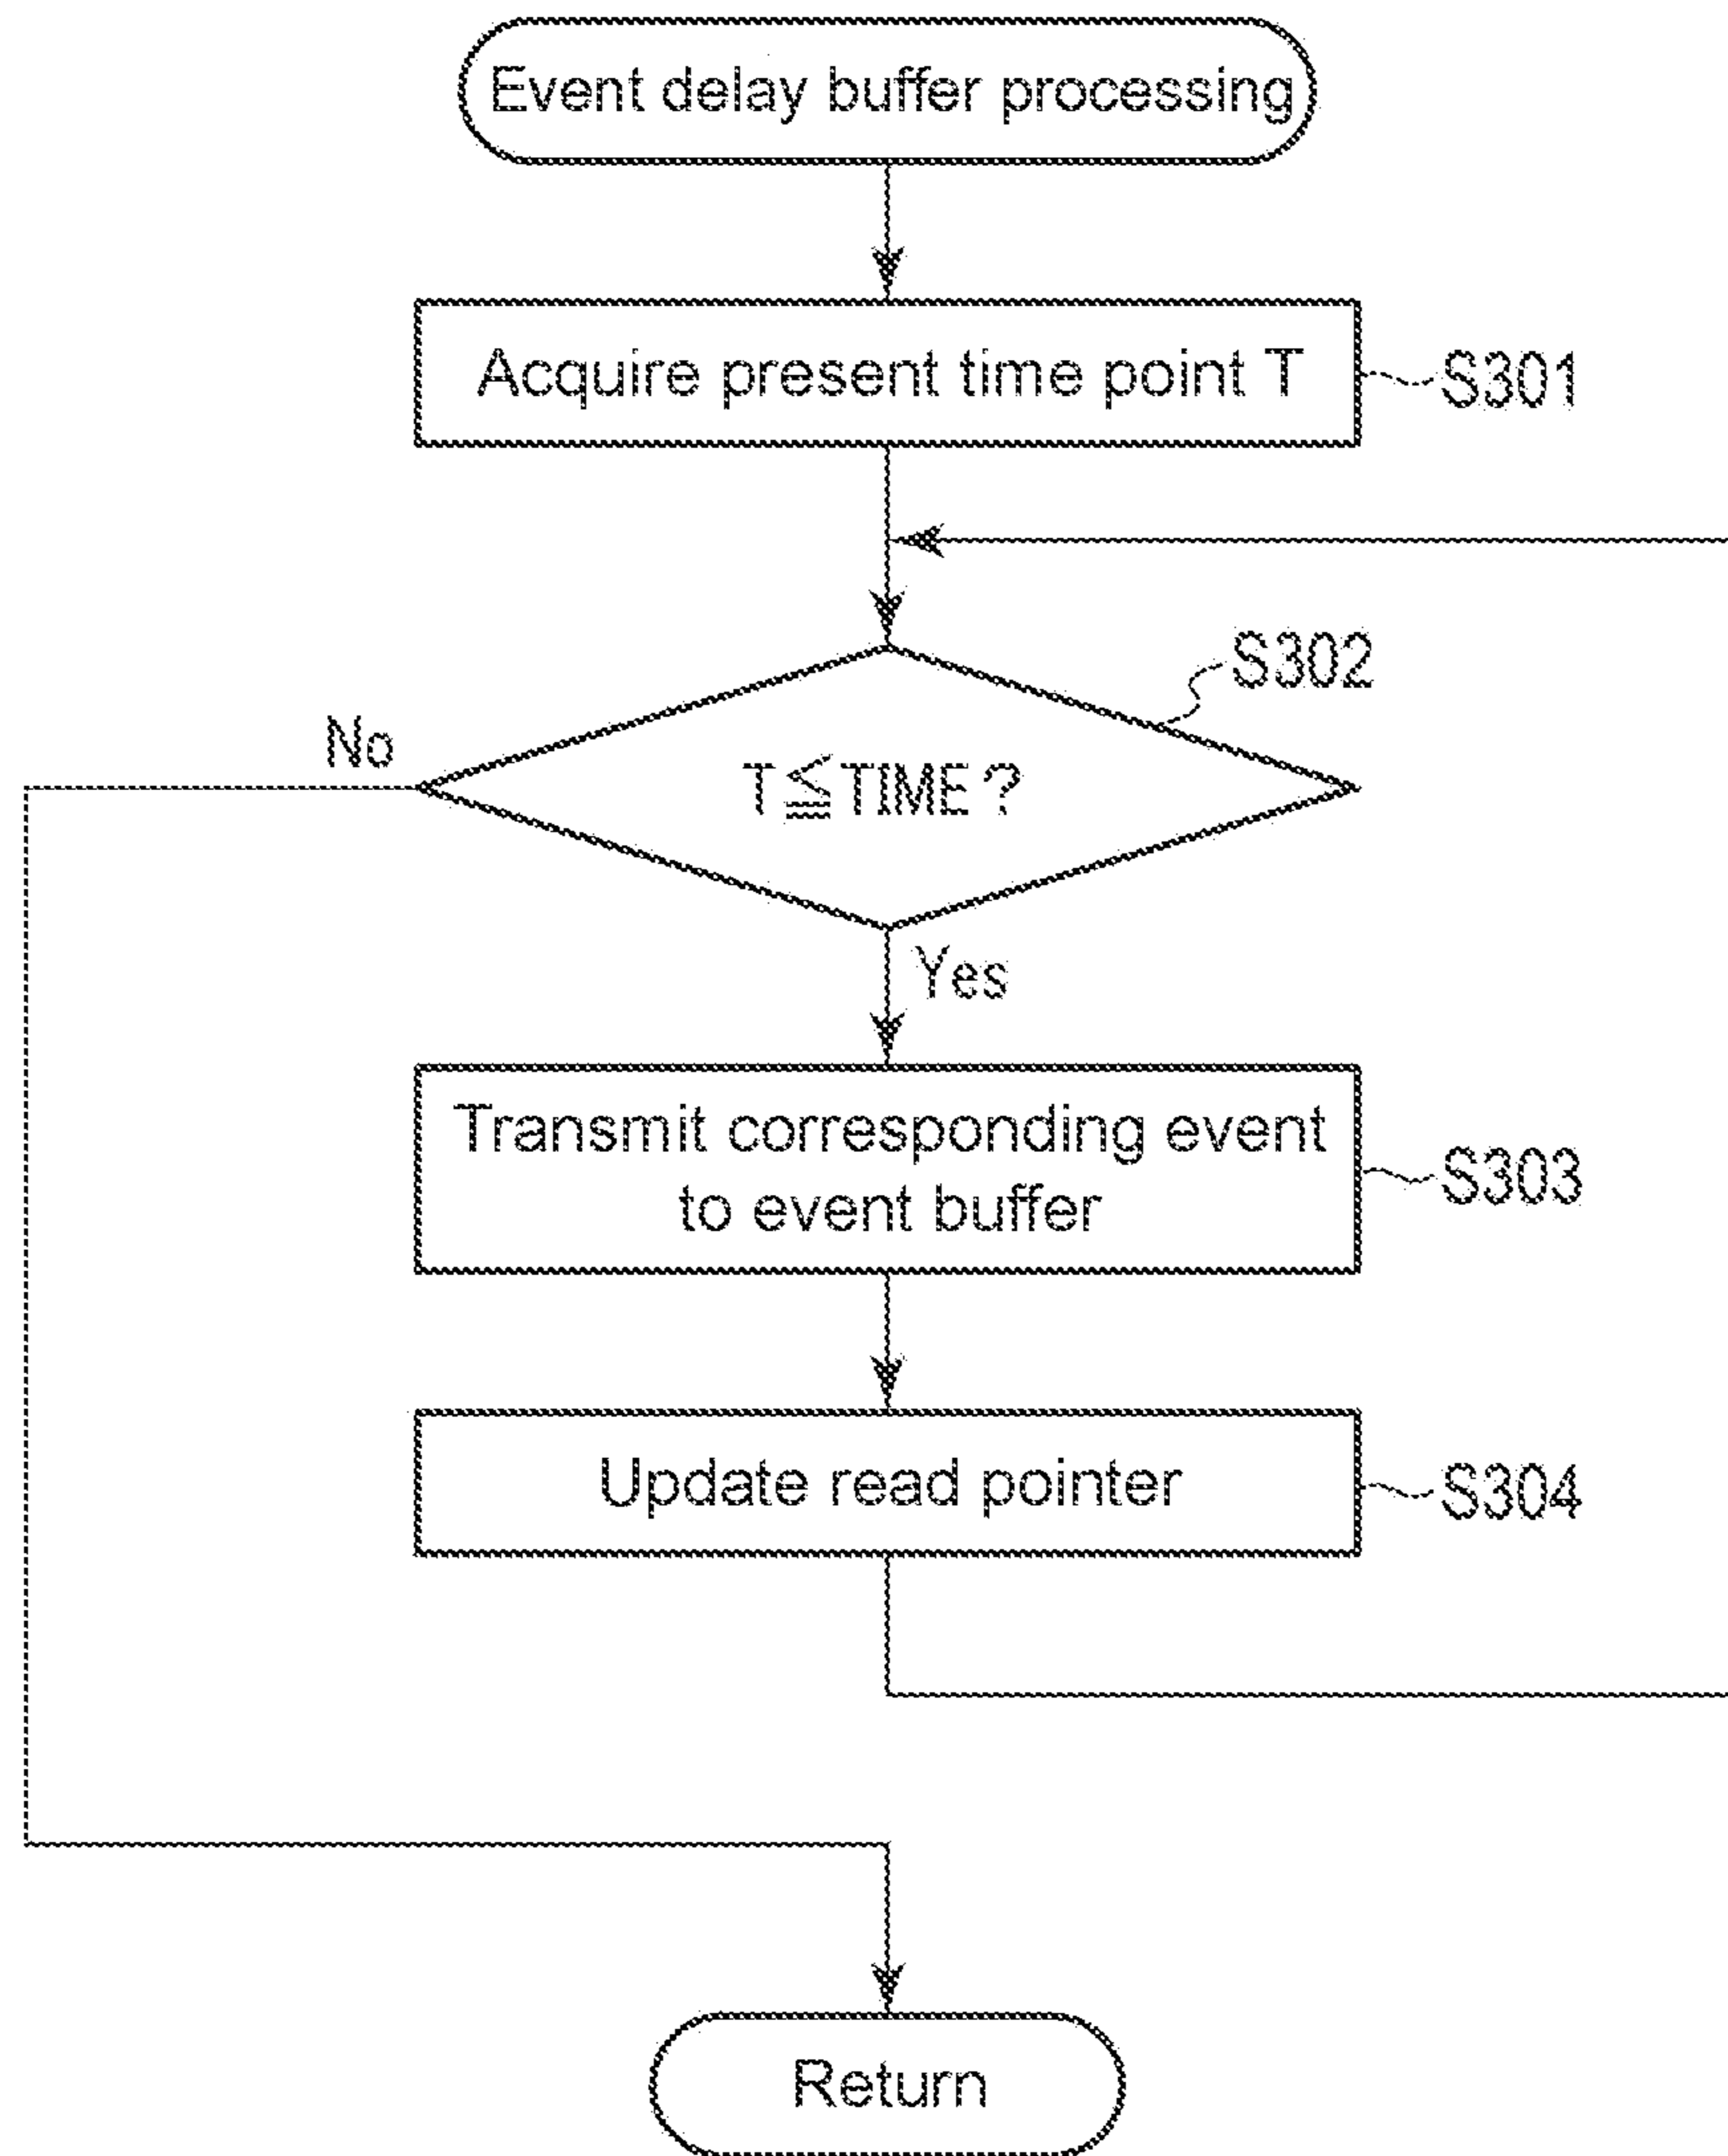 Event delay buffer processing
Acquire present time point T
S301
S302
No
T≦TIME?
Yes
Transmit corresponding event
to event buffer
S303
Update read pointer
S304
Return